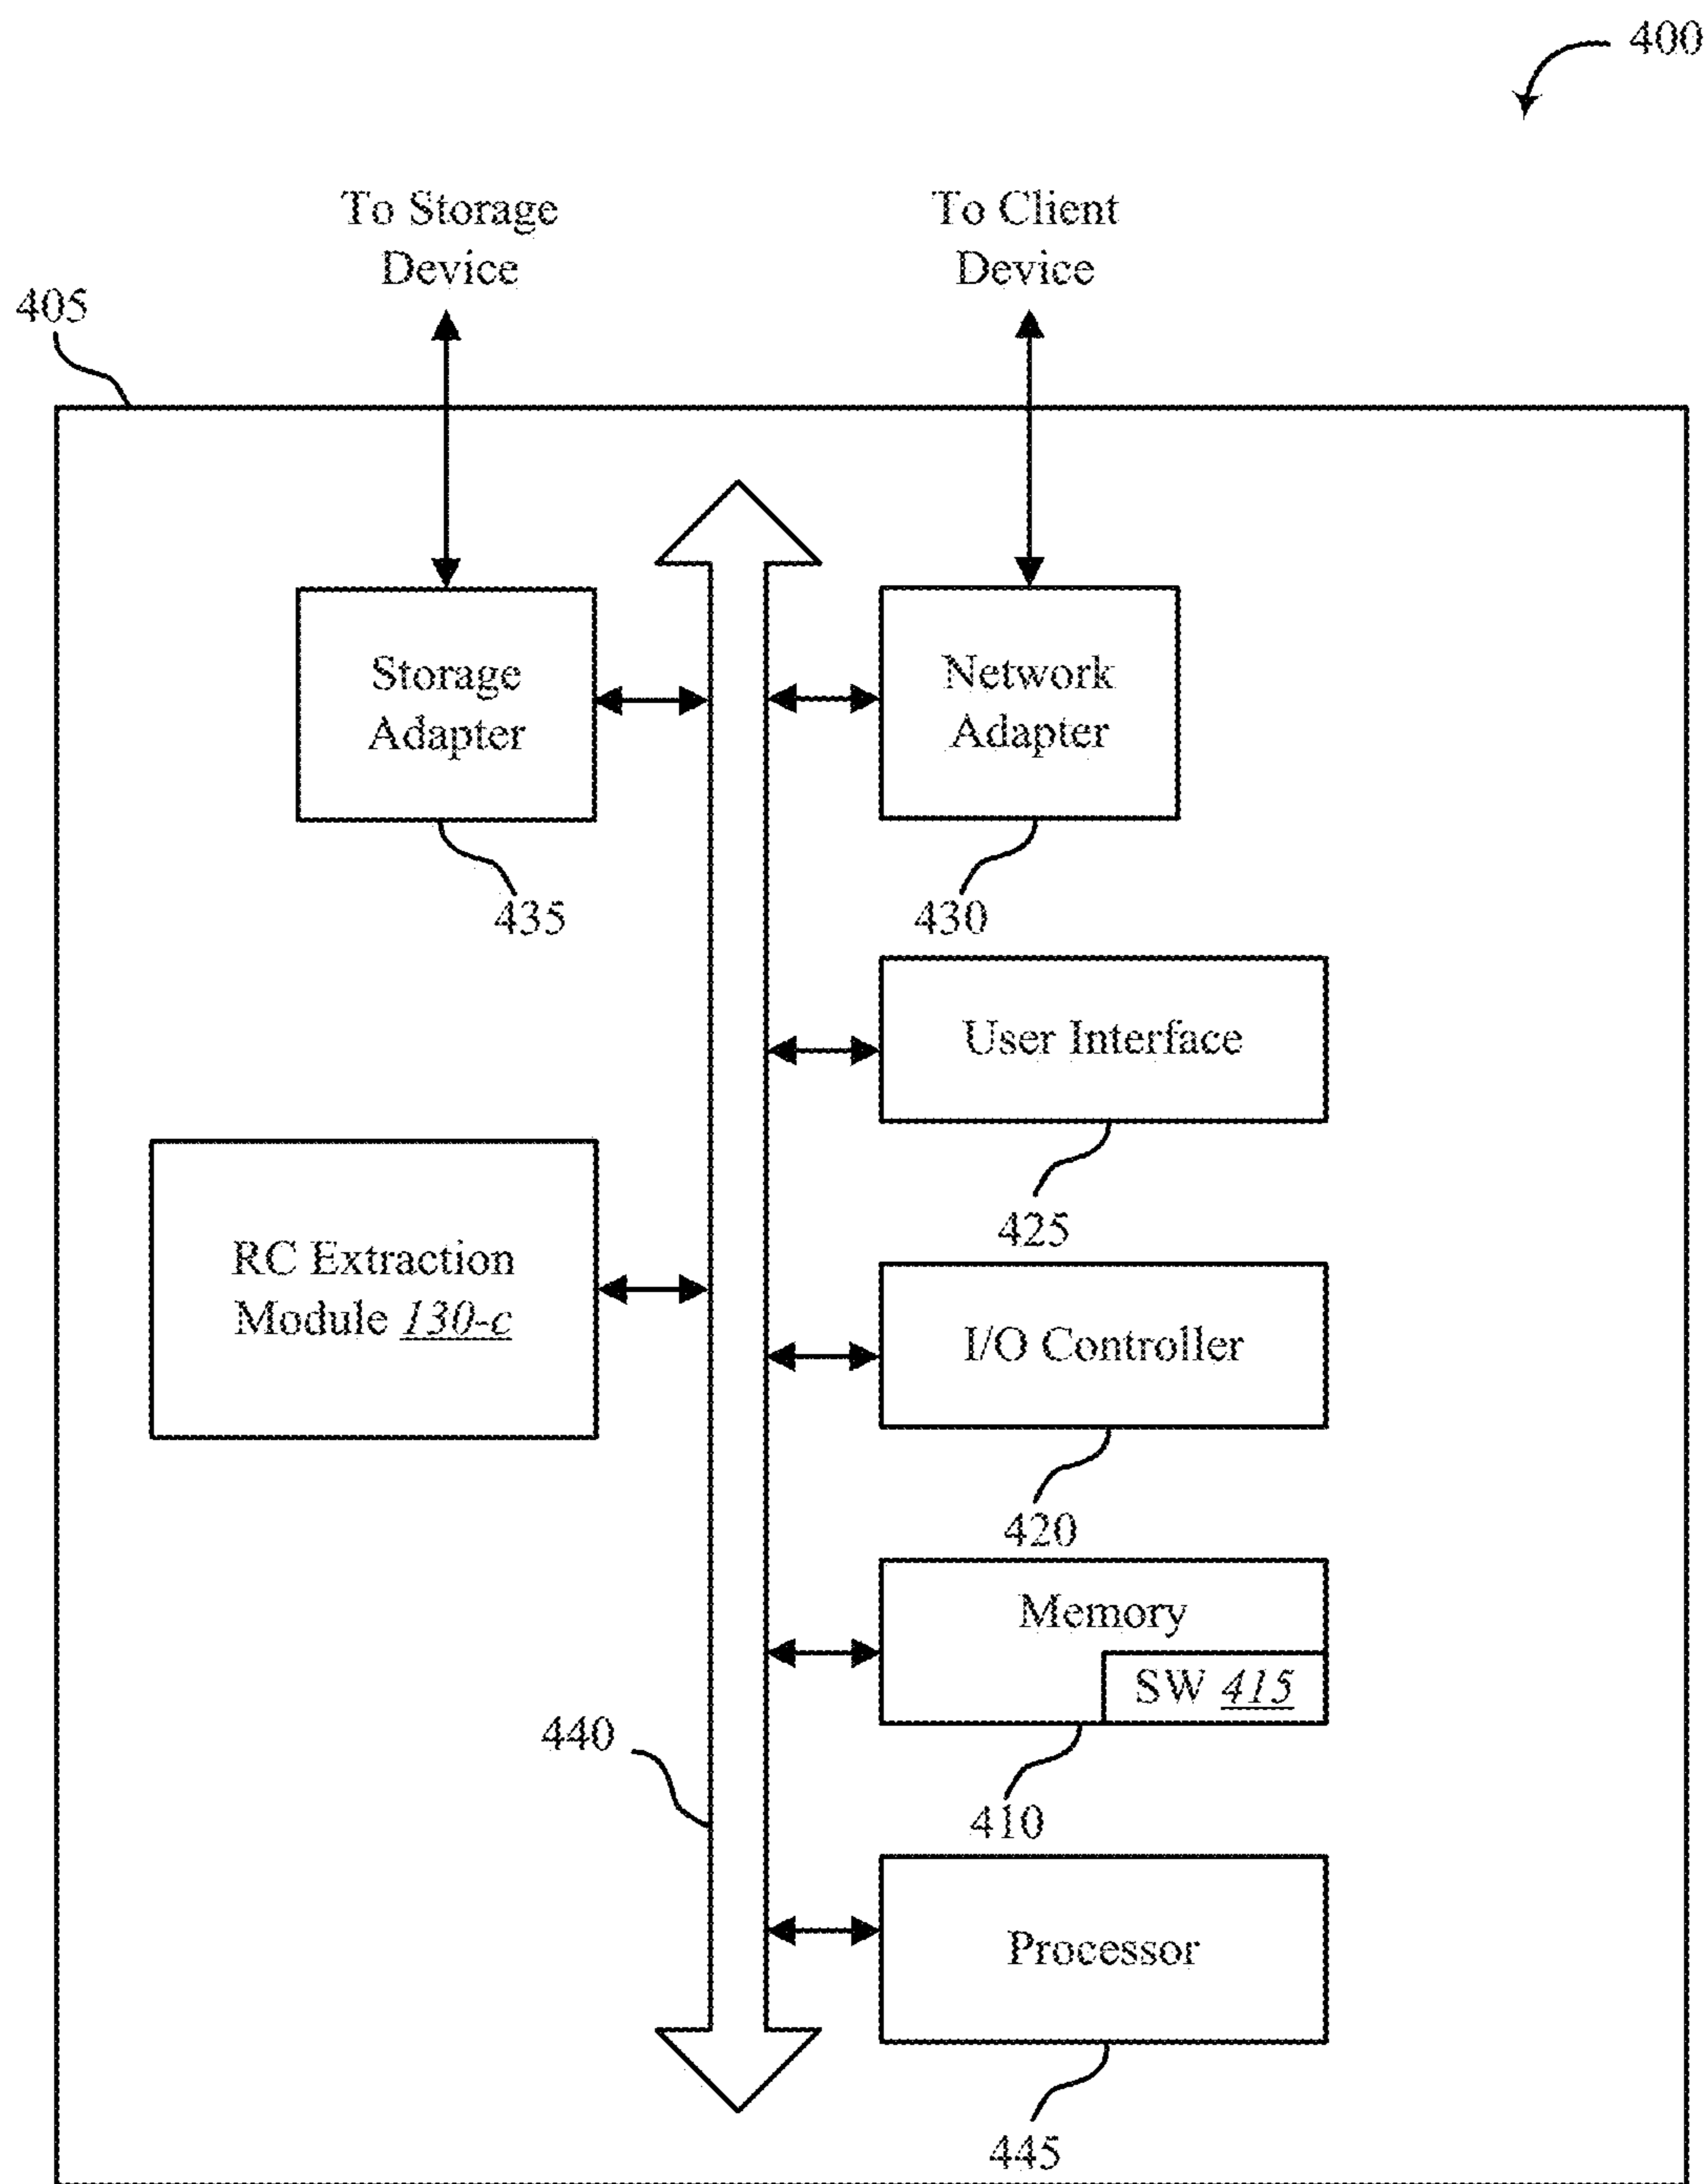 400
To Storage
Device
To Client
Device
405
Storage
Adapter
Network
Adapter
435
430
User Interface
425
RC Extraction
Module 130-c
I/O Controller
420
Memory
SW 415
440
410
Processor
445